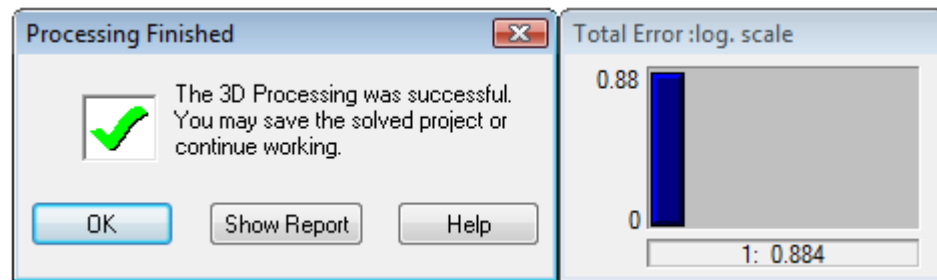 Processing Finished
The 3D Processing was successful.
You may save the solved project or
continue working.
OK
Show Report
Help
Total Error :log. scale
0.88
0
1: 0.884